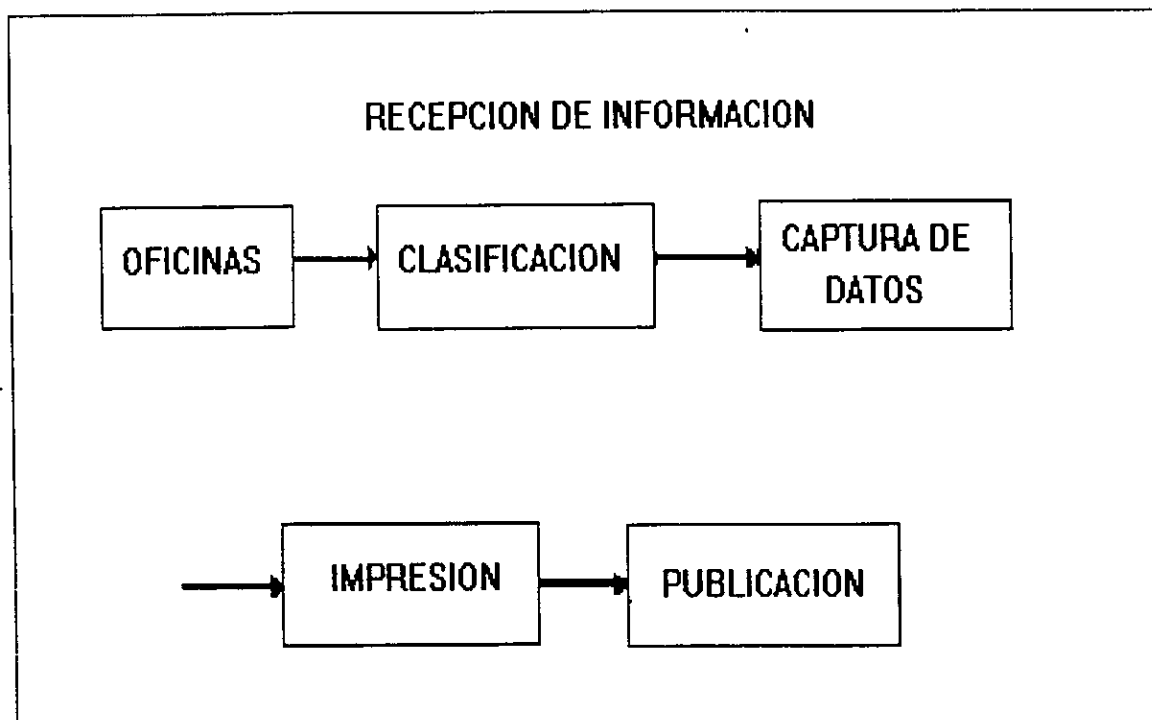 RECEPCION DE INFORMACION
OFICINAS
CLASIFICACION
CAPTURA DE
DATOS
IMPRESION
PUBLICACION